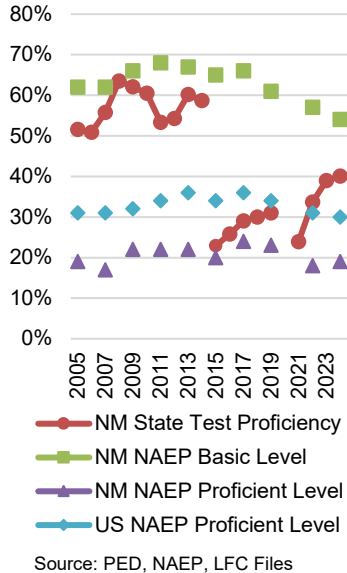 80%
70%
60%
50%
40%
30%
20%
10%
0%
2005 2007 2009 2011 2013 2015 2017 2019 2021 2023
NM State Test Proficiency
NM NAEP Basic Level
NM NAEP Proficient Level
US NAEP Proficient Level
Source: PED, NAEP, LFC Files